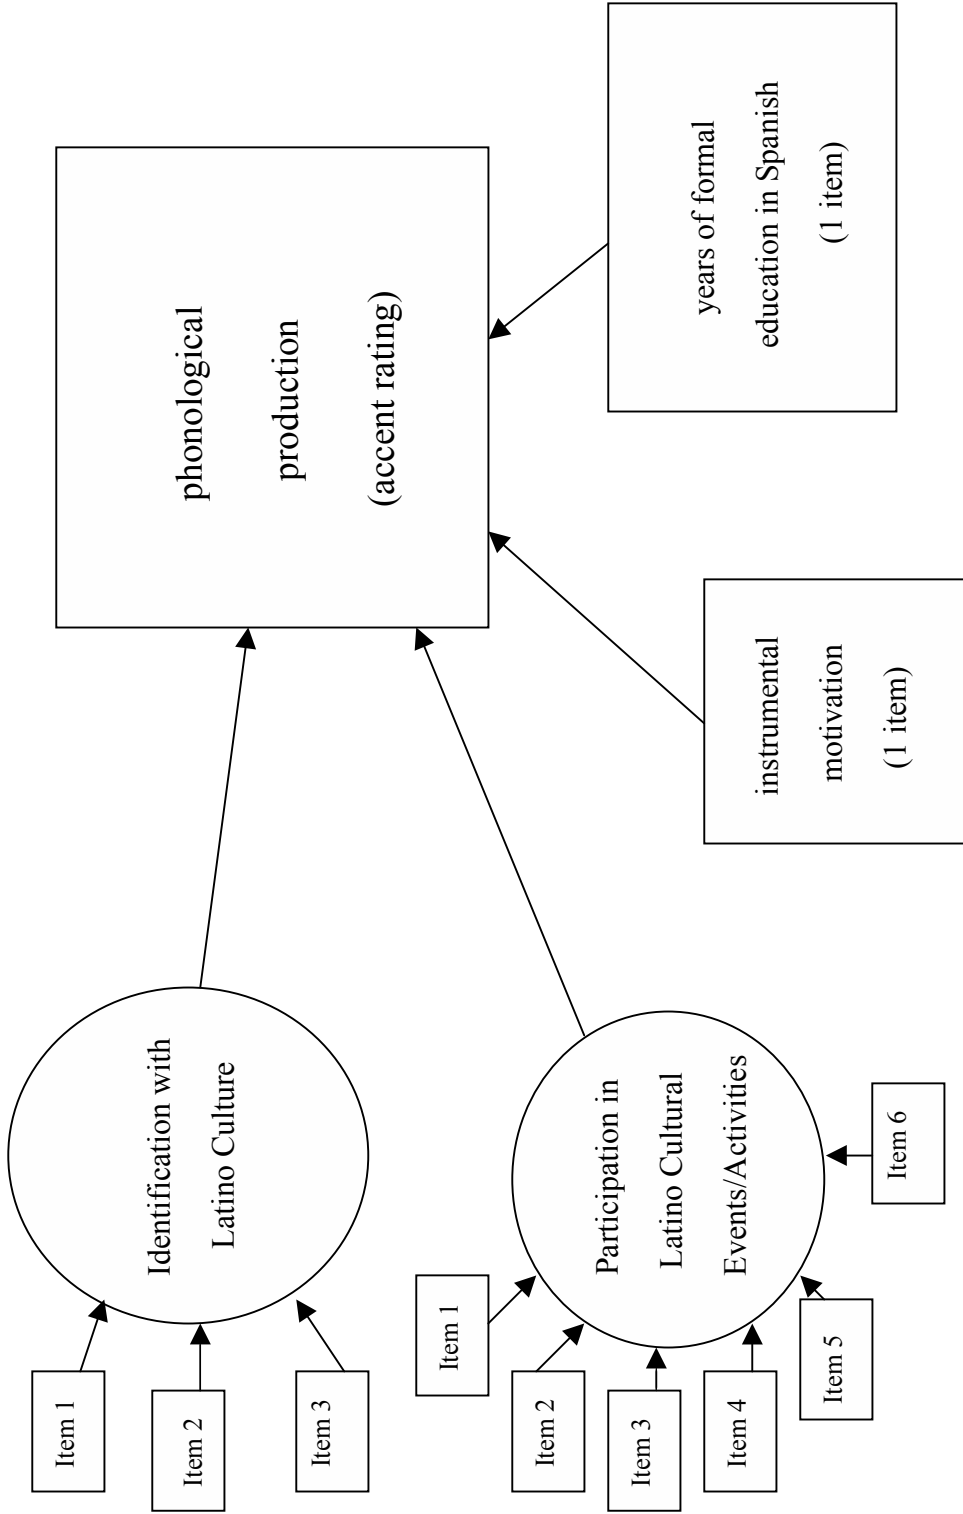 Item 1
Item 2
Item 3
Identification with
Latino Culture
Item 1
Item 2
Item 3
Item 4
Item 5
Item 6
Participation in
Latino Cultural
Events/Activities
phonological
production
(accent rating)
instrumental
motivation
(1 item)
years of formal
education in Spanish
(1 item)